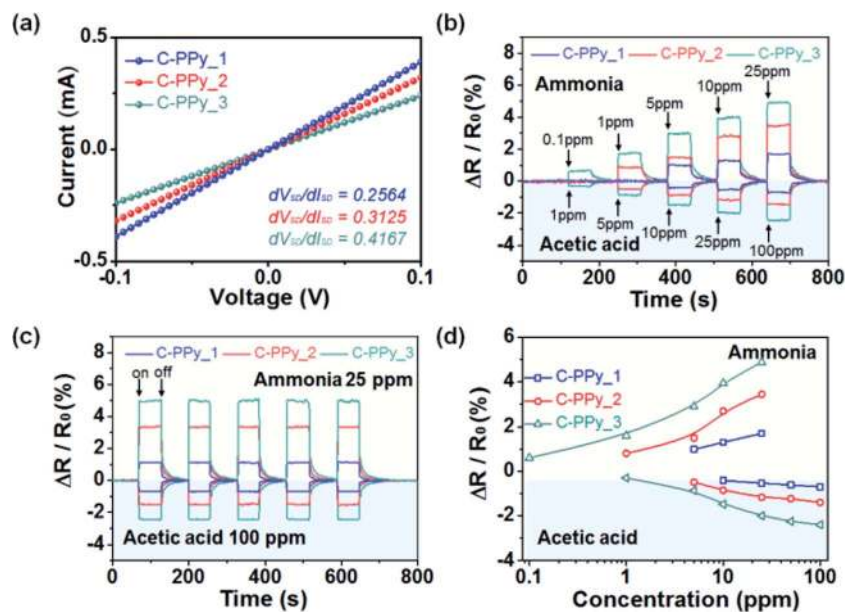 (a)
0.5
0.0
-0.5
Current (mA)
C-PPy_1
C-PPy_2
C-PPy_3
dV_SD/dI_SD = 0.2564
dV_SD/dI_SD = 0.3125
dV_SD/dI_SD = 0.4167
-0.1 0.0 0.1
Voltage (V)
(b)
8
6
4
2
0
-2
-4
ΔR / R₀(%)
C-PPy_1 C-PPy_2 C-PPy_3
Ammonia
0.1ppm 1ppm 5ppm 10ppm 25ppm
1ppm 5ppm 10ppm 25ppm 100ppm
Acetic acid
0 200 400 600 800
Time (s)
(c)
8
6
4
2
0
-2
-4
ΔR / R₀(%)
C-PPy_1 C-PPy_2 C-PPy_3
on off
Ammonia 25 ppm
Acetic acid 100 ppm
0 200 400 600 800
Time (s)
(d)
6
4
2
0
-2
-4
ΔR / R₀(%)
Ammonia
C-PPy_1
C-PPy_2
C-PPy_3
Acetic acid
0.1 1 10 100
Concentration (ppm)